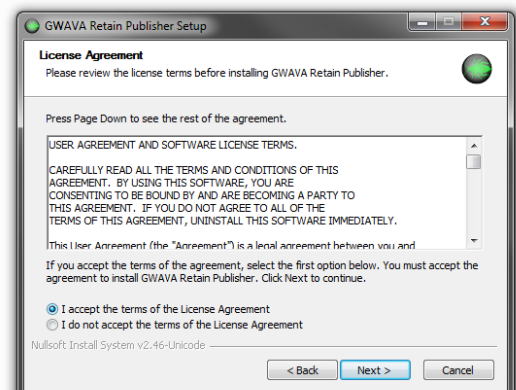 GWAVA Retain Publisher Setup
License Agreement
Please review the license terms before installing GWAVA Retain Publisher.
Press Page Down to see the rest of the agreement.
USER AGREEMENT AND SOFTWARE LICENSE TERMS.
CAREFULLY READ ALL THE TERMS AND CONDITIONS OF THIS
AGREEMENT. BY USING THIS SOFTWARE, YOU ARE
CONSENTING TO BE BOUND BY AND ARE BECOMING A PARTY TO
THIS AGREEMENT. IF YOU DO NOT AGREE TO ALL OF THE
TERMS OF THIS AGREEMENT, UNINSTALL THIS SOFTWARE IMMEDIATELY.
This User Agreement (the "Agreement") is a legal agreement between you and
If you accept the terms of the agreement, select the first option below. You must accept the
agreement to install GWAVA Retain Publisher. Click Next to continue.
I accept the terms of the License Agreement
I do not accept the terms of the License Agreement
Nullsoft Install System v2.46-Unicode
< Back Next > Cancel